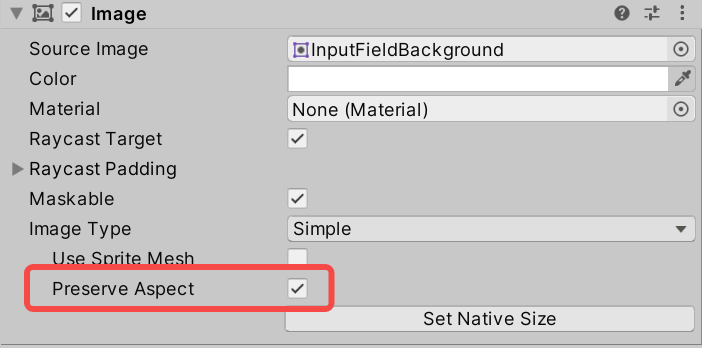 Image
Source Image InputFieldBackground
Color
Material None (Material)
Raycast Target
Raycast Padding
Maskable
Image Type Simple
Use Sprite Mesh
Preserve Aspect
Set Native Size